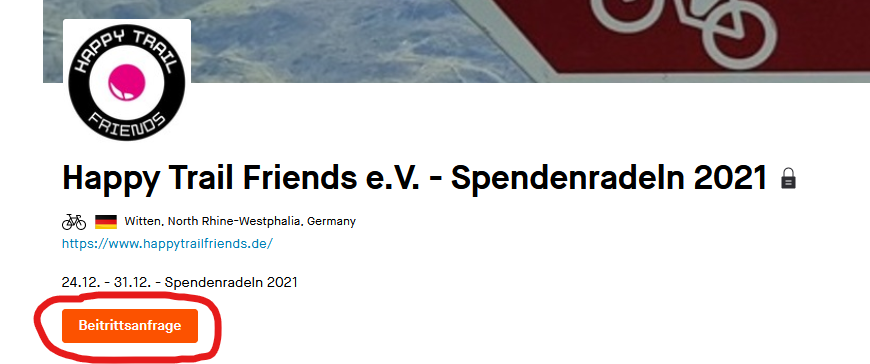 HAPPY TRAIL
FRIENDS
Happy Trail Friends e.V. - Spendenradeln 2021
Witten, North Rhine-Westphalia, Germany
https://www.happytrailfriends.de/
24.12. - 31.12. - Spendenradeln 2021
Beitrittsanfrage